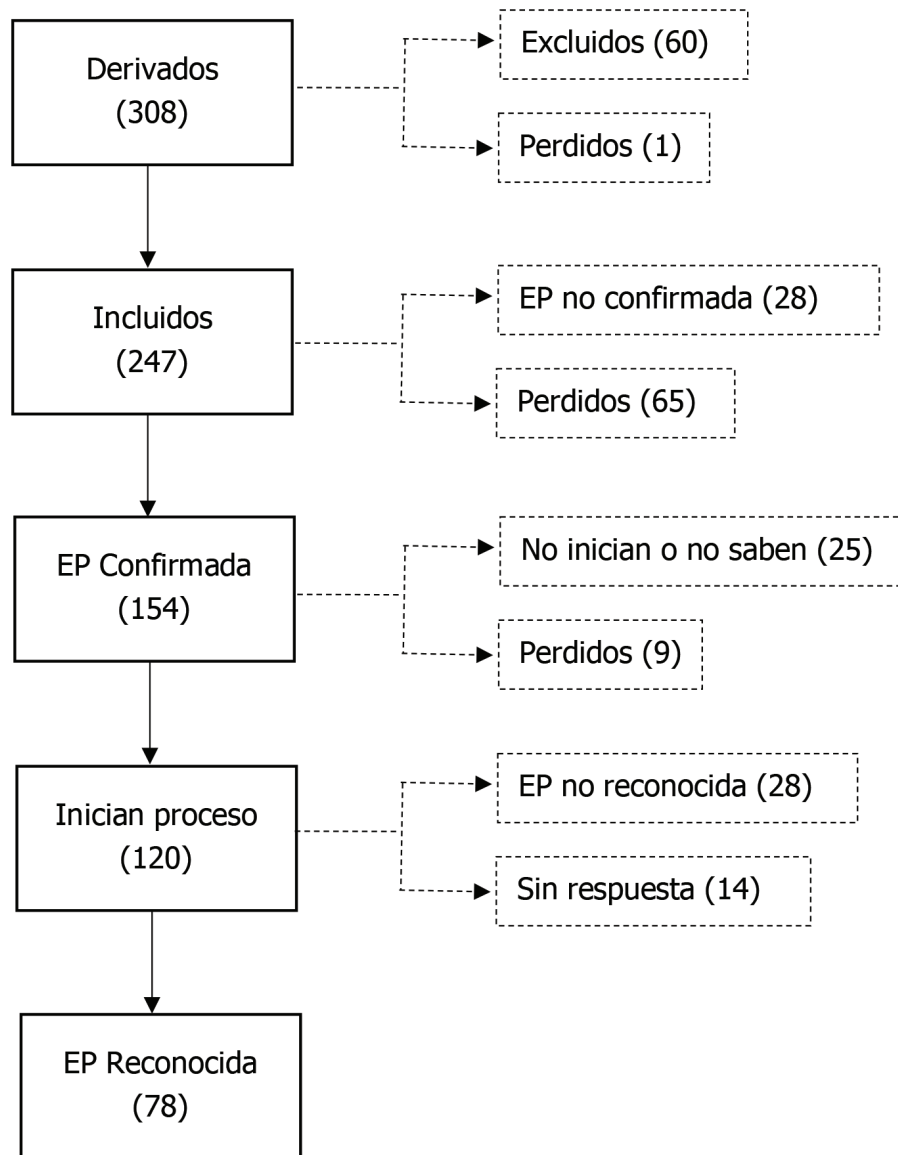 Derivados
(308)
Excluidos (60)
Perdidos (1)
Incluidos
(247)
EP no confirmada (28)
Perdidos (65)
EP Confirmada
(154)
No inician o no saben (25)
Perdidos (9)
Inician proceso
(120)
EP no reconocida (28)
Sin respuesta (14)
EP Reconocida
(78)